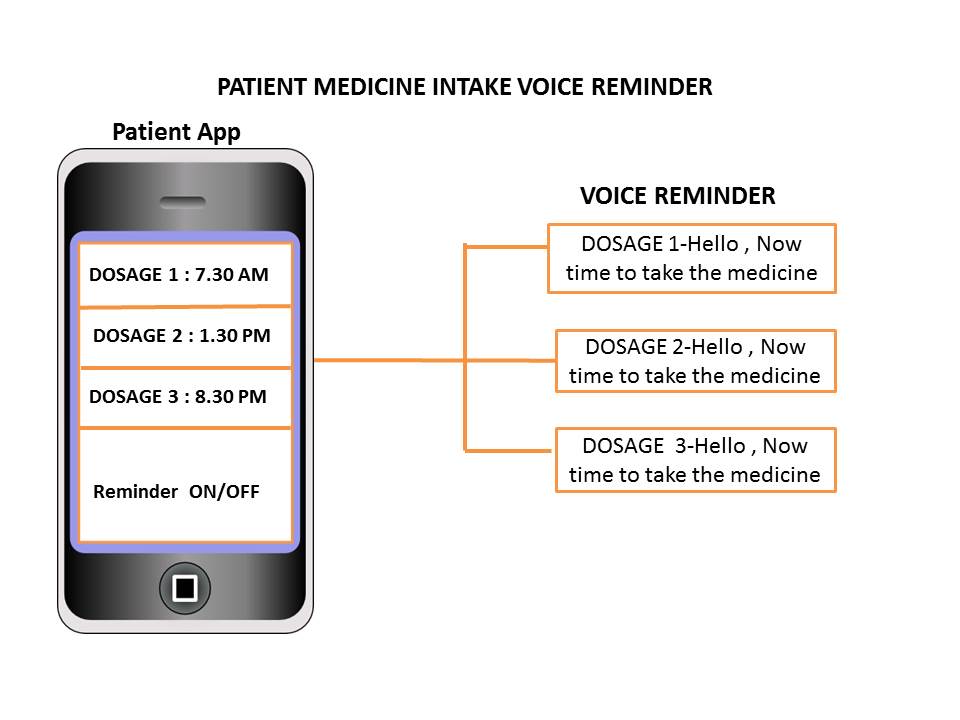 PATIENT MEDICINE INTAKE VOICE REMINDER
Patient App
DOSAGE 1 : 7.30 AM
DOSAGE 2 : 1.30 PM
DOSAGE 3 : 8.30 PM
Reminder  ON/OFF
VOICE REMINDER
DOSAGE 1-Hello , Now
time to take the medicine
DOSAGE 2-Hello , Now
time to take the medicine
DOSAGE  3-Hello , Now
time to take the medicine